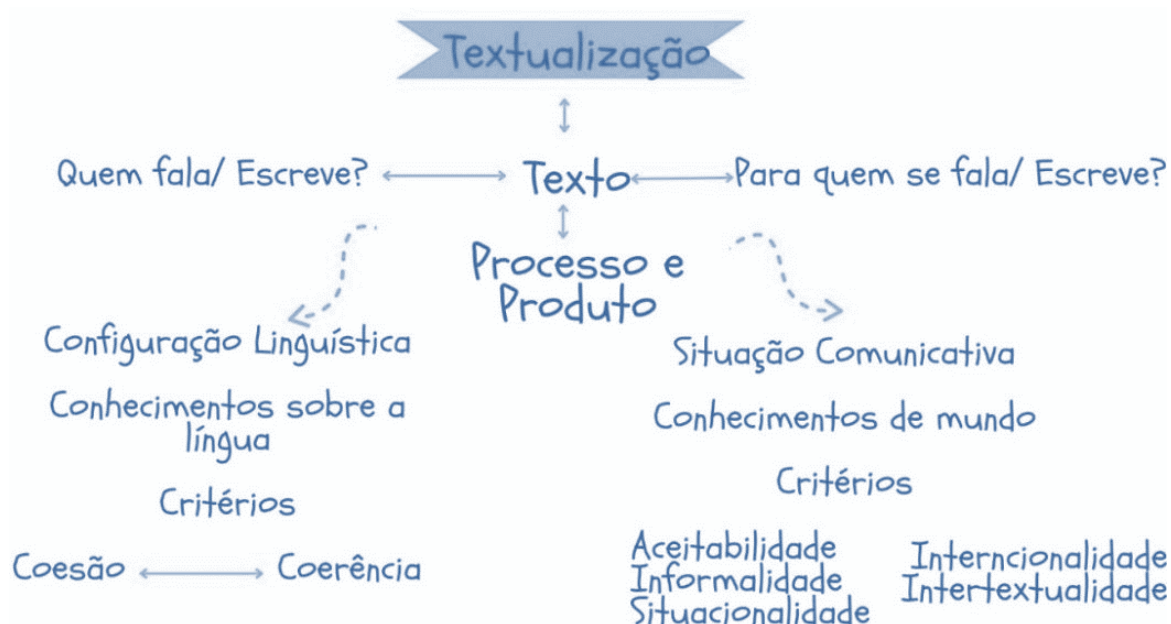 Textualização
Quem fala/ Escreve?
Texto
Para quem se fala/ Escreve?
Processo e
Produto
Configuração Linguística
Conhecimentos sobre a
língua
Critérios
Coesão
Coerência
Situação Comunicativa
Conhecimentos de mundo
Critérios
Aceitabilidade
Informalidade
Situacionalidade
Interncionalidade
Intertextualidade